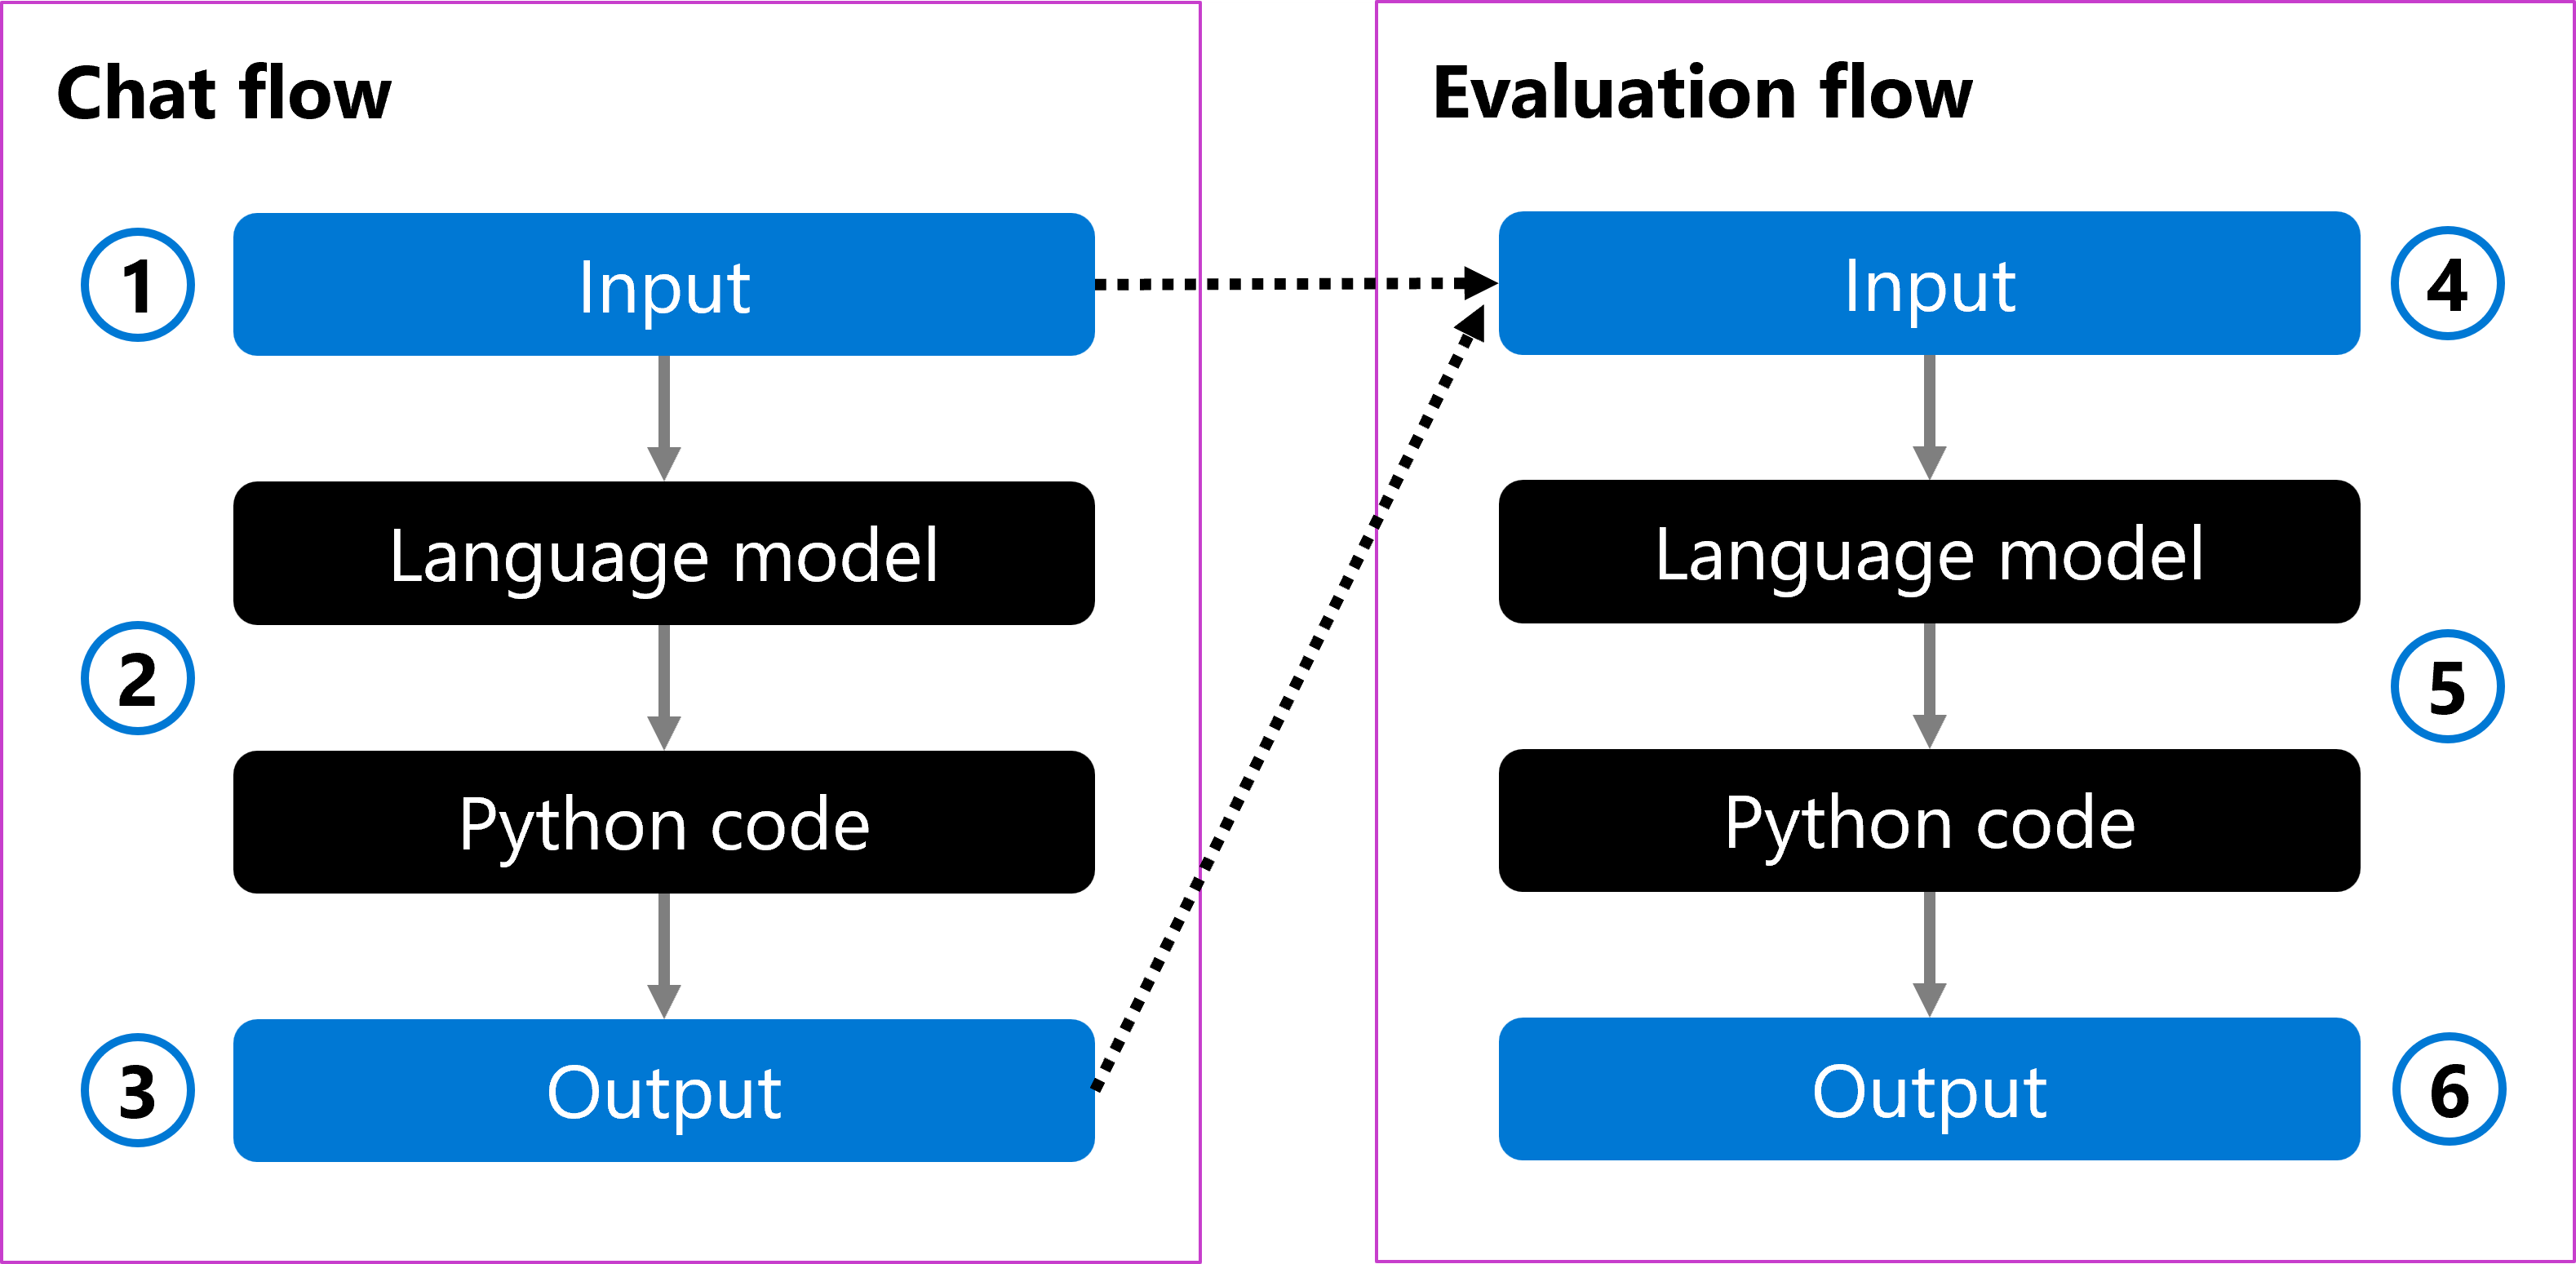 Chat flow
1
Input
Language model
2
Python code
3
Output
Evaluation flow
Input
4
Language model
5
Python code
Output
6